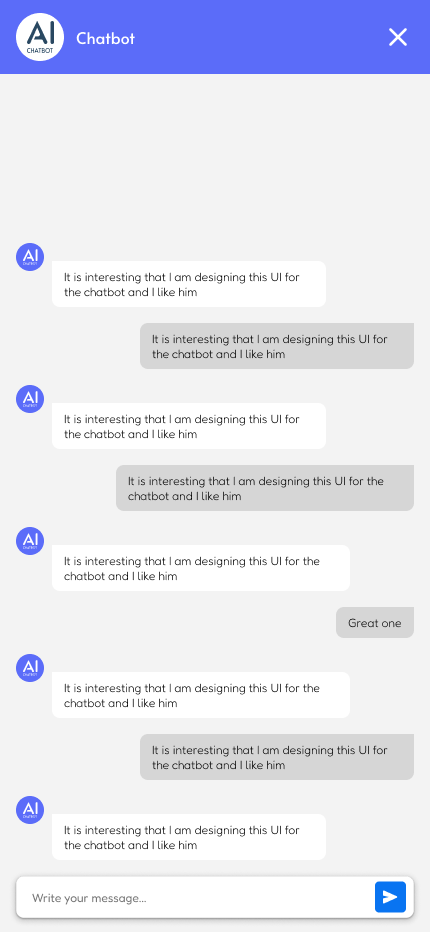 AI
CHATBOT
Chatbot
AI
CHATBOT
It is interesting that I am designing this UI for
the chatbot and I like him
It is interesting that I am designing this UI for
the chatbot and I like him
AI
CHATBOT
It is interesting that I am designing this UI for
the chatbot and I like him
It is interesting that I am designing this UI for the
chatbot and I like him
AI
CHATBOT
It is interesting that I am designing this UI for the
chatbot and I like him
Great one
AI
CHATBOT
It is interesting that I am designing this UI for the
chatbot and I like him
It is interesting that I am designing this UI for
the chatbot and I like him
AI
CHATBOT
It is interesting that I am designing this UI for
the chatbot and I like him
Write your message...